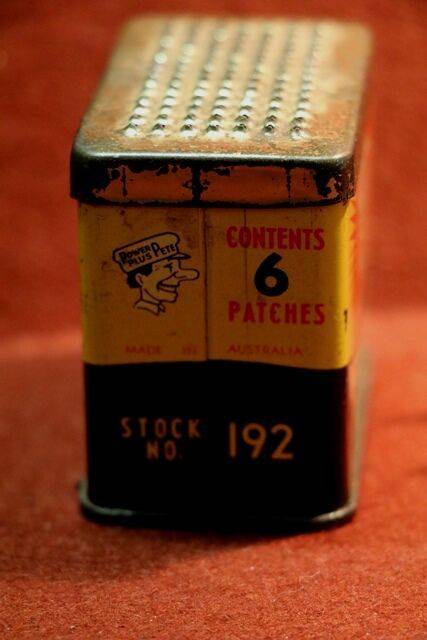 POWER
PLUS PETE
CONTENTS
6
PATCHES
MADE IN AUSTRALIA
STOCK
NO.
192